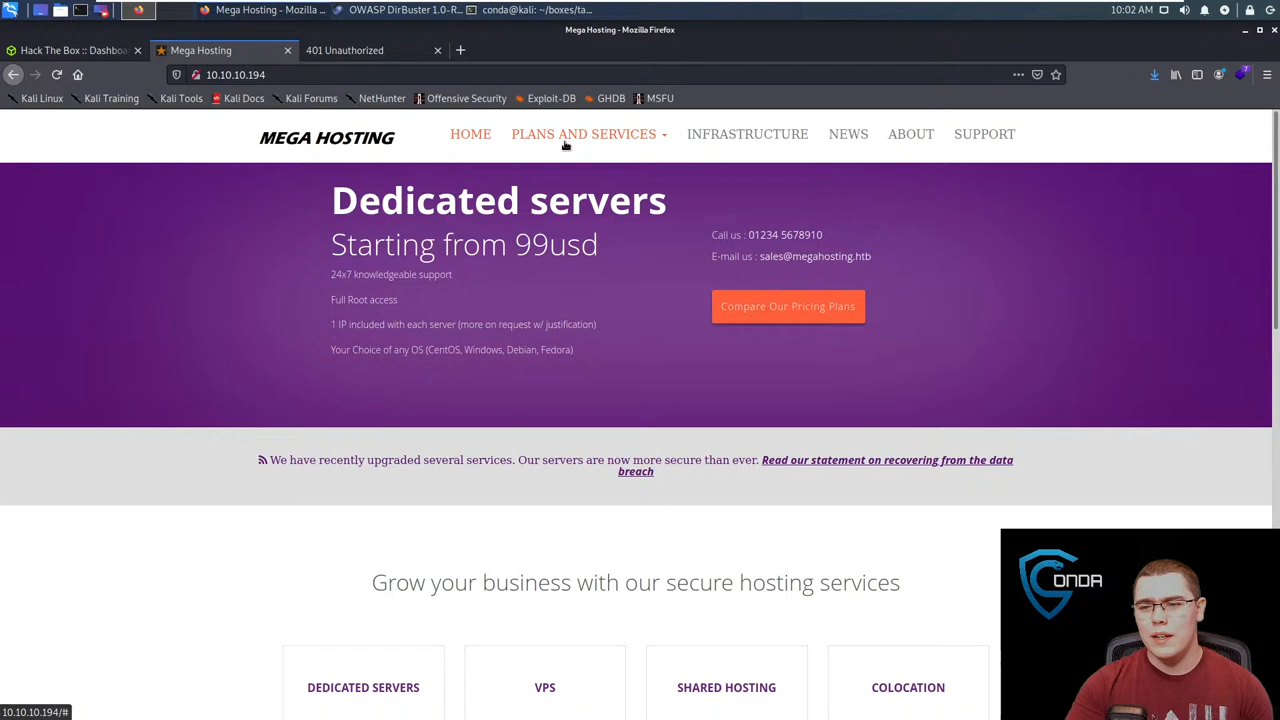 Mega Hosting - Mozilla ...
OWASP DirBuster 1.0-R...
conda@kali: ~/boxes/ta...
10:02 AM
Mega Hosting - Mozilla Firefox
Hack The Box :: Dashboa
Mega Hosting
401 Unauthorized
10.10.10.194
Kali Linux
Kali Training
Kali Tools
Kali Docs
Kali Forums
NetHunter
Offensive Security
Exploit-DB
GHDB
MSFU
MEGA HOSTING
HOME
PLANS AND SERVICES
INFRASTRUCTURE
NEWS
ABOUT
SUPPORT
Dedicated servers
Starting from 99usd
24x7 knowledgeable support
Full Root access
1 IP included with each server (more on request w/ justification)
Your Choice of any OS (CentOS, Windows, Debian, Fedora)
Call us : 01234 5678910
E-mail us : sales@megahosting.htb
Compare Our Pricing Plans
We have recently upgraded several services. Our servers are now more secure than ever. Read our statement on recovering from the data
breach
Grow your business with our secure hosting services
DEDICATED SERVERS
VPS
SHARED HOSTING
COLOCATION
CONDA
10.10.10.194/#